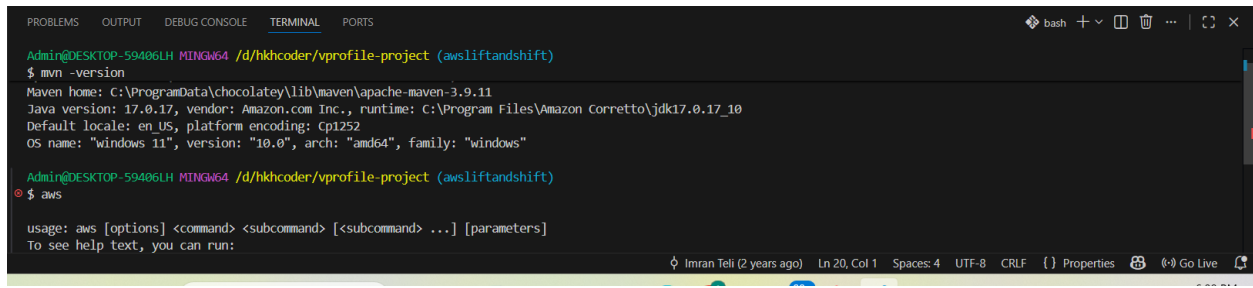 PROBLEMS OUTPUT DEBUG CONSOLE TERMINAL PORTS bash
Admin@DESKTOP-59406LH MINGW64 /d/hkhcoder/vprofile-project (awsliftandshift)
$ mvn -version
Maven home: C:\ProgramData\chocolatey\lib\maven\apache-maven-3.9.11
Java version: 17.0.17, vendor: Amazon.com Inc., runtime: C:\Program Files\Amazon Corretto\jdk17.0.17_10
Default locale: en_US, platform encoding: Cp1252
OS name: "windows 11", version: "10.0", arch: "amd64", family: "windows"
Admin@DESKTOP-59406LH MINGW64 /d/hkhcoder/vprofile-project (awsliftandshift)
$ aws
usage: aws [options] <command> <subcommand> [<subcommand> ...] [parameters]
To see help text, you can run:
Imran Teli (2 years ago) Ln 20, Col 1 Spaces: 4 UTF-8 CRLF { } Properties Go Live